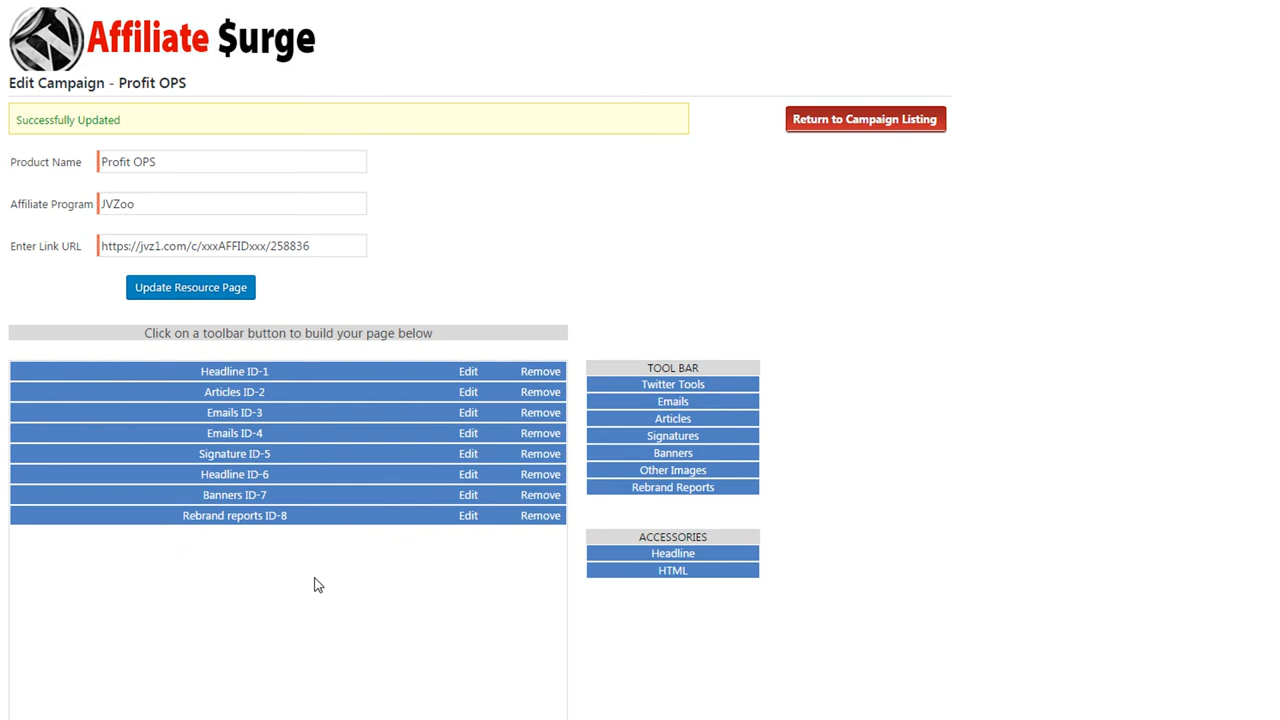 Affiliate $urge
Edit Campaign - Profit OPS
Successfully Updated
Return to Campaign Listing
Product Name
Profit OPS
Affiliate Program
JVZoo
Enter Link URL
https://jvz1.com/c/xxxAFFIDxxx/258836
Update Resource Page
Click on a toolbar button to build your page below
Headline ID-1 Edit Remove
Articles ID-2 Edit Remove
Emails ID-3 Edit Remove
Emails ID-4 Edit Remove
Signature ID-5 Edit Remove
Headline ID-6 Edit Remove
Banners ID-7 Edit Remove
Rebrand reports ID-8 Edit Remove
TOOL BAR
Twitter Tools
Emails
Articles
Signatures
Banners
Other Images
Rebrand Reports
ACCESSORIES
Headline
HTML